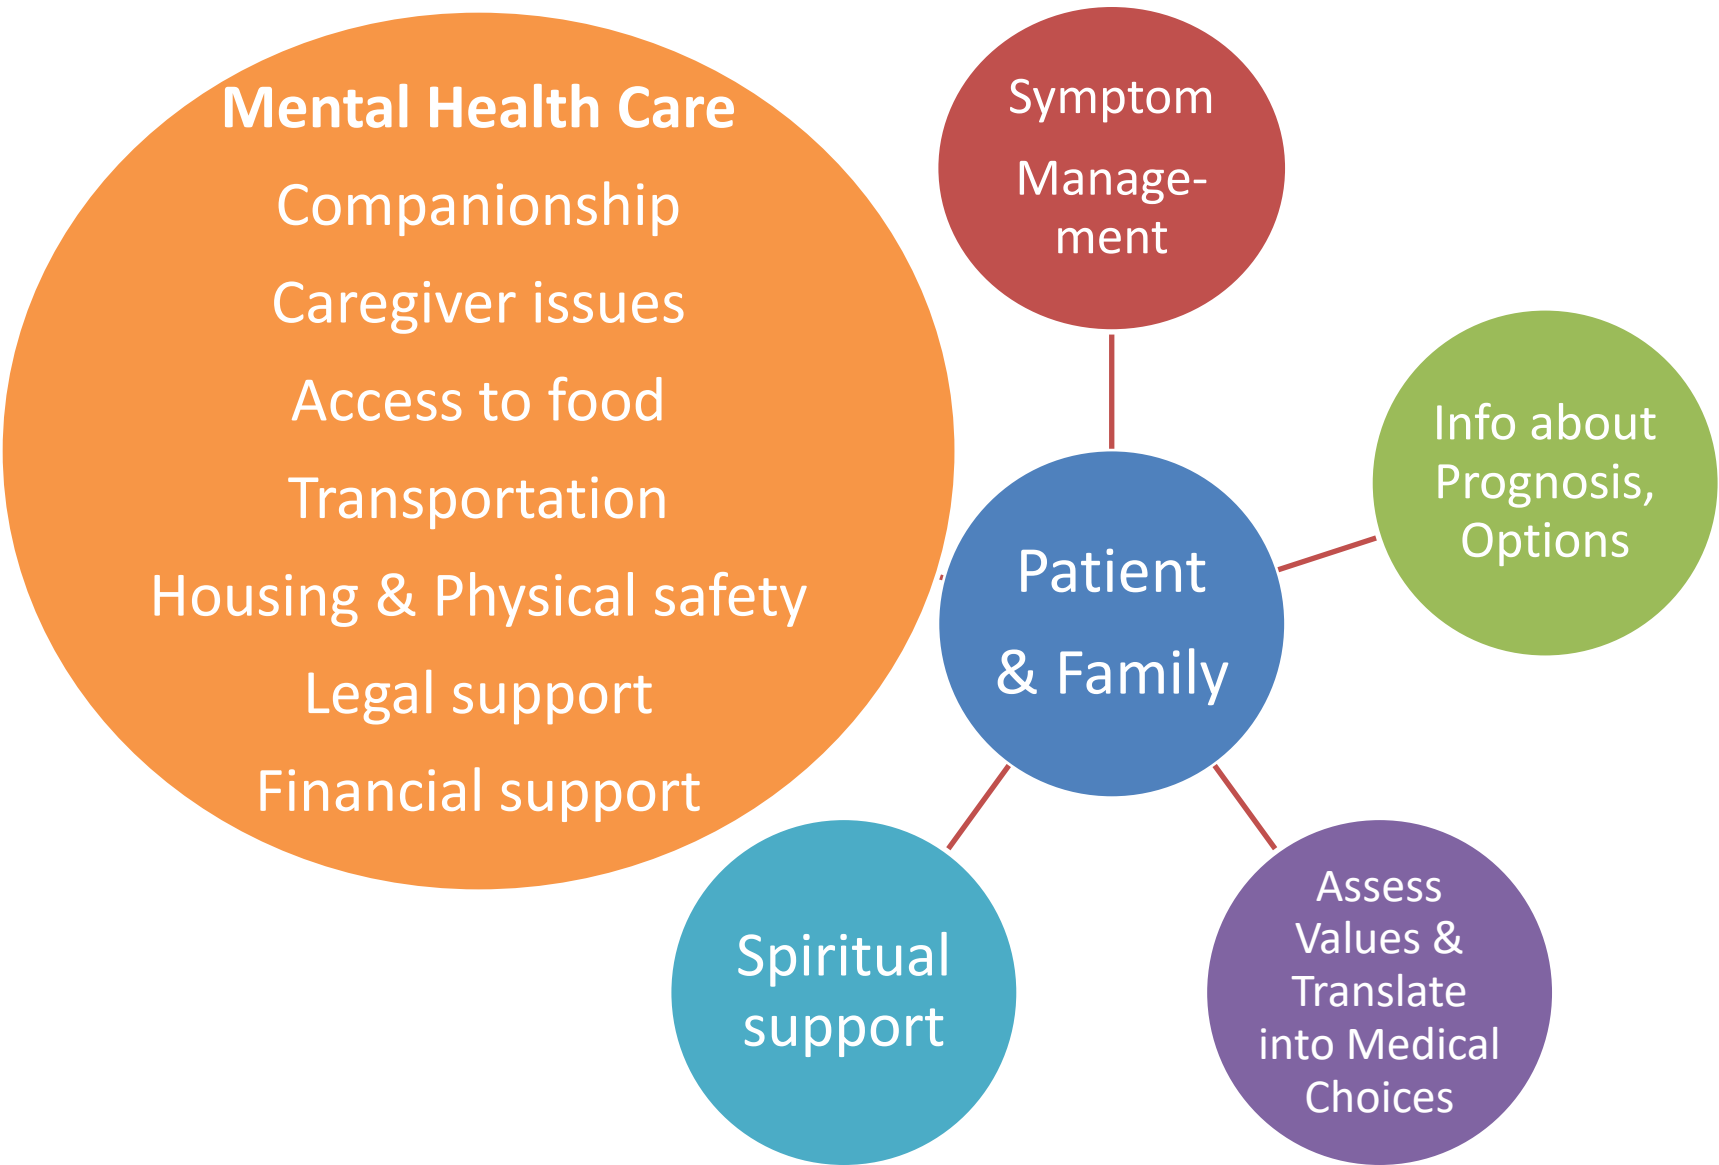 Mental Health Care
Companionship
Caregiver issues
Access to food
Transportation
Housing & Physical safety
Legal support
Financial support
Symptom
Manage-
ment
Info about
Prognosis,
Options
Patient
& Family
Spiritual
support
Assess
Values &
Translate
into Medical
Choices